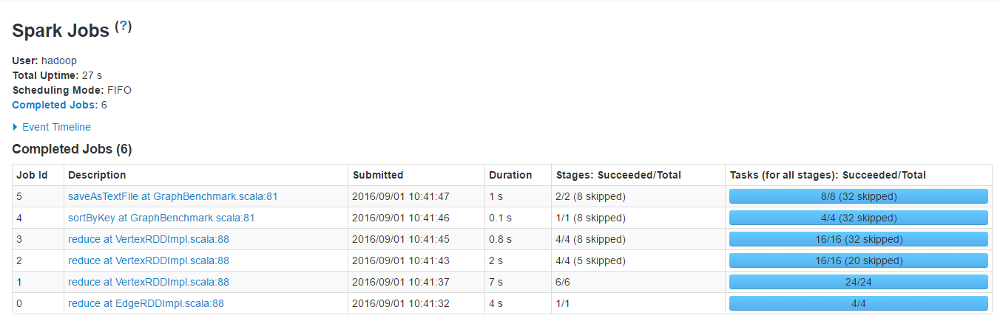 Spark Jobs (?)
User: hadoop
Total Uptime: 27 s
Scheduling Mode: FIFO
Completed Jobs: 6
Event Timeline
Completed Jobs (6)
Job Id Description Submitted Duration Stages: Succeeded/Total Tasks (for all stages): Succeeded/Total
5 saveAsTextFile at GraphBenchmark.scala:81 2016/09/01 10:41:47 1 s 2/2 (8 skipped) 8/8 (32 skipped)
4 sortByKey at GraphBenchmark.scala:81 2016/09/01 10:41:46 0.1 s 1/1 (8 skipped) 4/4 (32 skipped)
3 reduce at VertexRDDImpl.scala:88 2016/09/01 10:41:45 0.8 s 4/4 (8 skipped) 16/16 (32 skipped)
2 reduce at VertexRDDImpl.scala:88 2016/09/01 10:41:43 2 s 4/4 (5 skipped) 16/16 (20 skipped)
1 reduce at VertexRDDImpl.scala:88 2016/09/01 10:41:37 7 s 6/6 24/24
0 reduce at EdgeRDDImpl.scala:88 2016/09/01 10:41:32 4 s 1/1 4/4